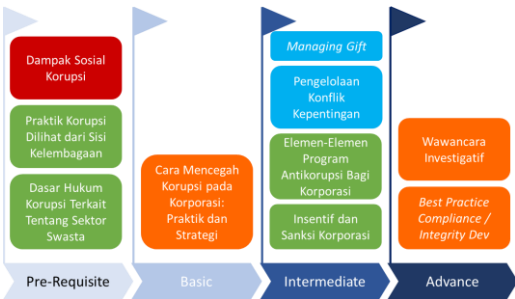 Dampak Sosial
Korupsi
Praktik Korupsi
Dilihat dari Sisi
Kelembagaan
Dasar Hukum
Korupsi Terkait
Tentang Sektor
Swasta
Pre-Requisite
Cara Mencegah
Korupsi pada
Korporasi:
Praktik dan
Strategi
Basic
Managing Gift
Pengelolaan
Konflik
Kepentingan
Elemen-Elemen
Program
Antikorupsi Bagi
Korporasi
Insentif dan
Sanksi Korporasi
Intermediate
Wawancara
Investigatif
Best Practice
Compliance /
Integrity Dev
Advance